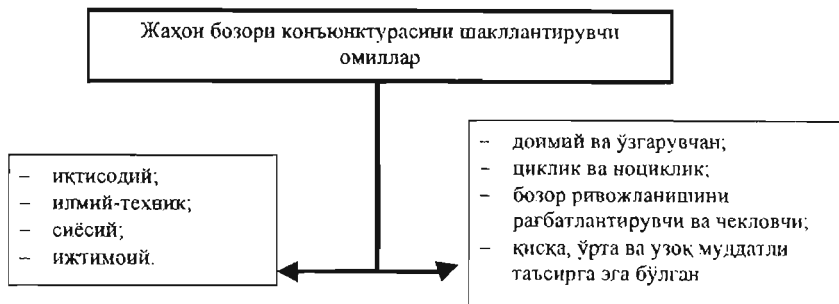 Жаҳон бозори конъюнктурасини шакллантирувчи
омиллар
– иқтисодий;
– илмий-техник;
– сиёсий;
– ижтимоий.
– доимий ва ўзгарувчан;
– циклик ва ноциклик;
– бозор ривожланишини
рағбатлантирувчи ва чекловчи;
– қисқа, ўрта ва узоқ муддатли
таъсирга эга бўлган